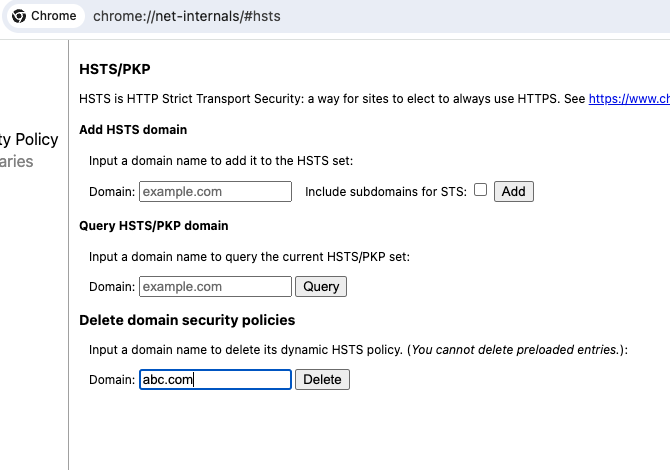 Chrome chrome://net-internals/#hsts
HSTS/PKP
HSTS is HTTP Strict Transport Security: a way for sites to elect to always use HTTPS. See https://www.ch
Add HSTS domain
ty Policy
Input a domain name to add it to the HSTS set:
aries
Domain: example.com Include subdomains for STS: Add
Query HSTS/PKP domain
Input a domain name to query the current HSTS/PKP set:
Domain: example.com Query
Delete domain security policies
Input a domain name to delete its dynamic HSTS policy. (You cannot delete preloaded entries.):
Domain: abc.com Delete